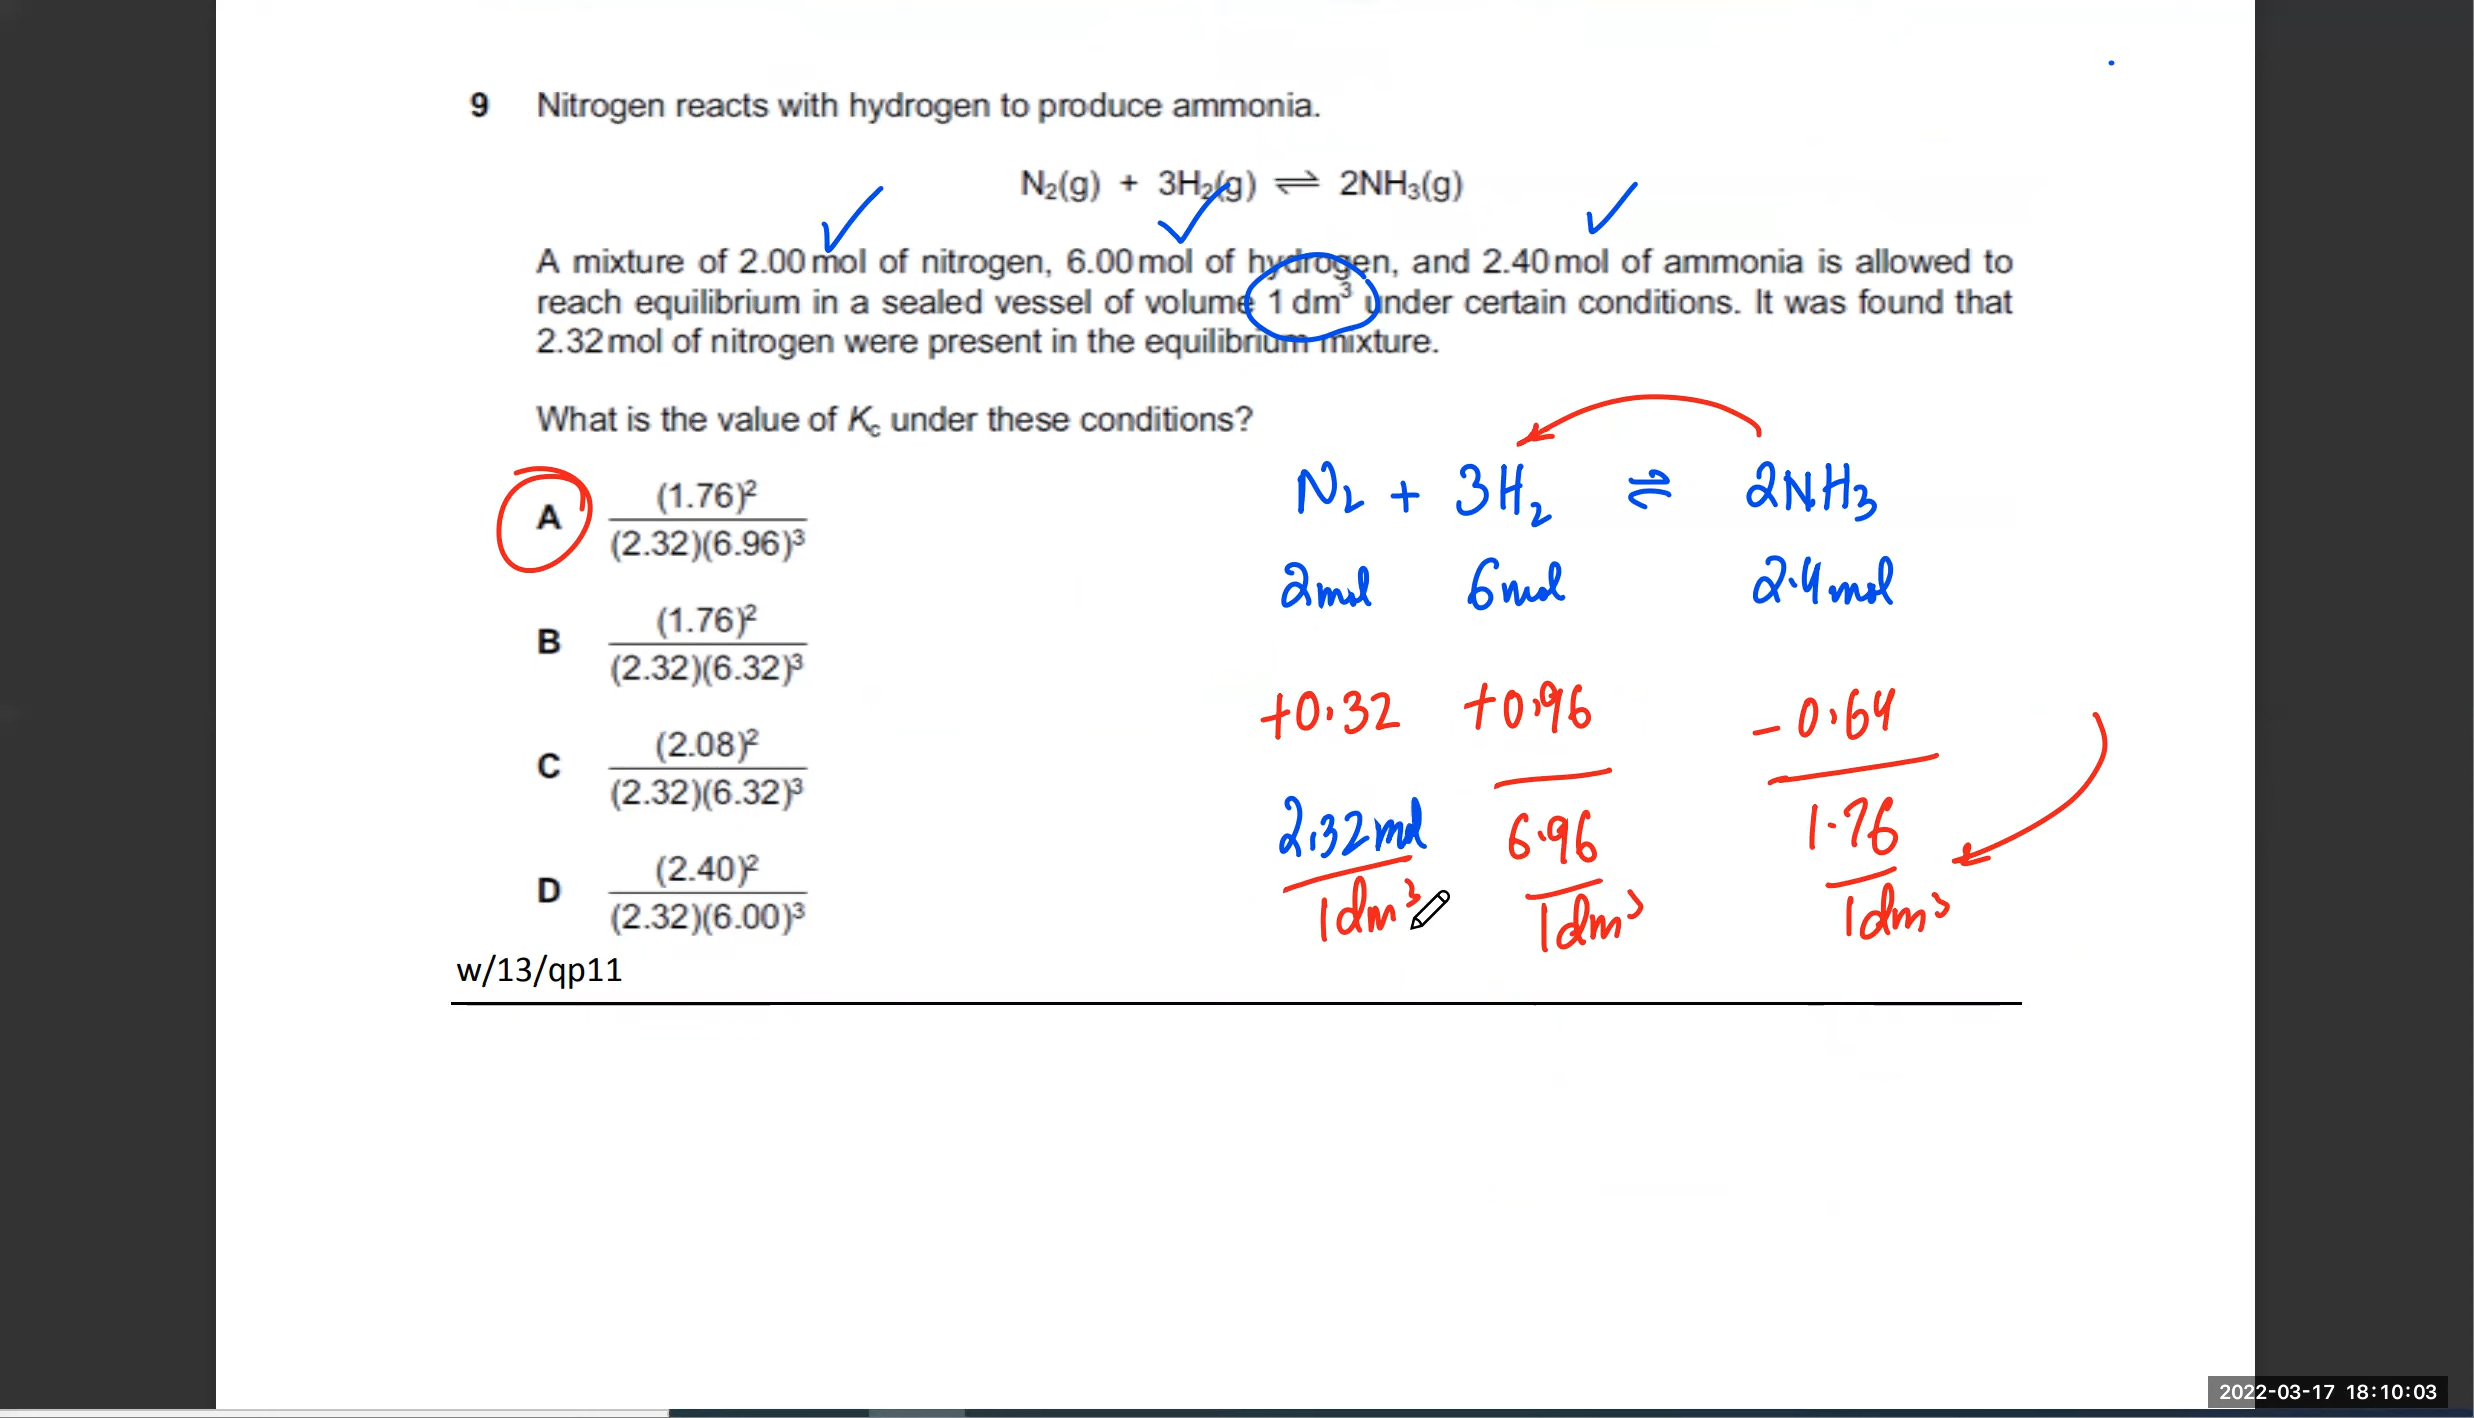 9 Nitrogen reacts with hydrogen to produce ammonia.
N₂(g) + 3H₂(g) ⇌ 2NH₃(g)
A mixture of 2.00 mol of nitrogen, 6.00 mol of hydrogen, and 2.40 mol of ammonia is allowed to
reach equilibrium in a sealed vessel of volume 1 dm³ under certain conditions. It was found that
2.32 mol of nitrogen were present in the equilibrium mixture.
What is the value of Kc under these conditions?
A (1.76)²
(2.32)(6.96)³
B (1.76)²
(2.32)(6.32)³
C (2.08)²
(2.32)(6.32)³
D (2.40)²
(2.32)(6.00)³
w/13/qp11
N₂ + 3H₂ ⇌ 2NH₃
2mol 6mol 2.4mol
+0.32 +0.96 -0.64
2.32mol 6.96 1.76
1dm³ 1dm³ 1dm³
2022-03-17 18:10:03